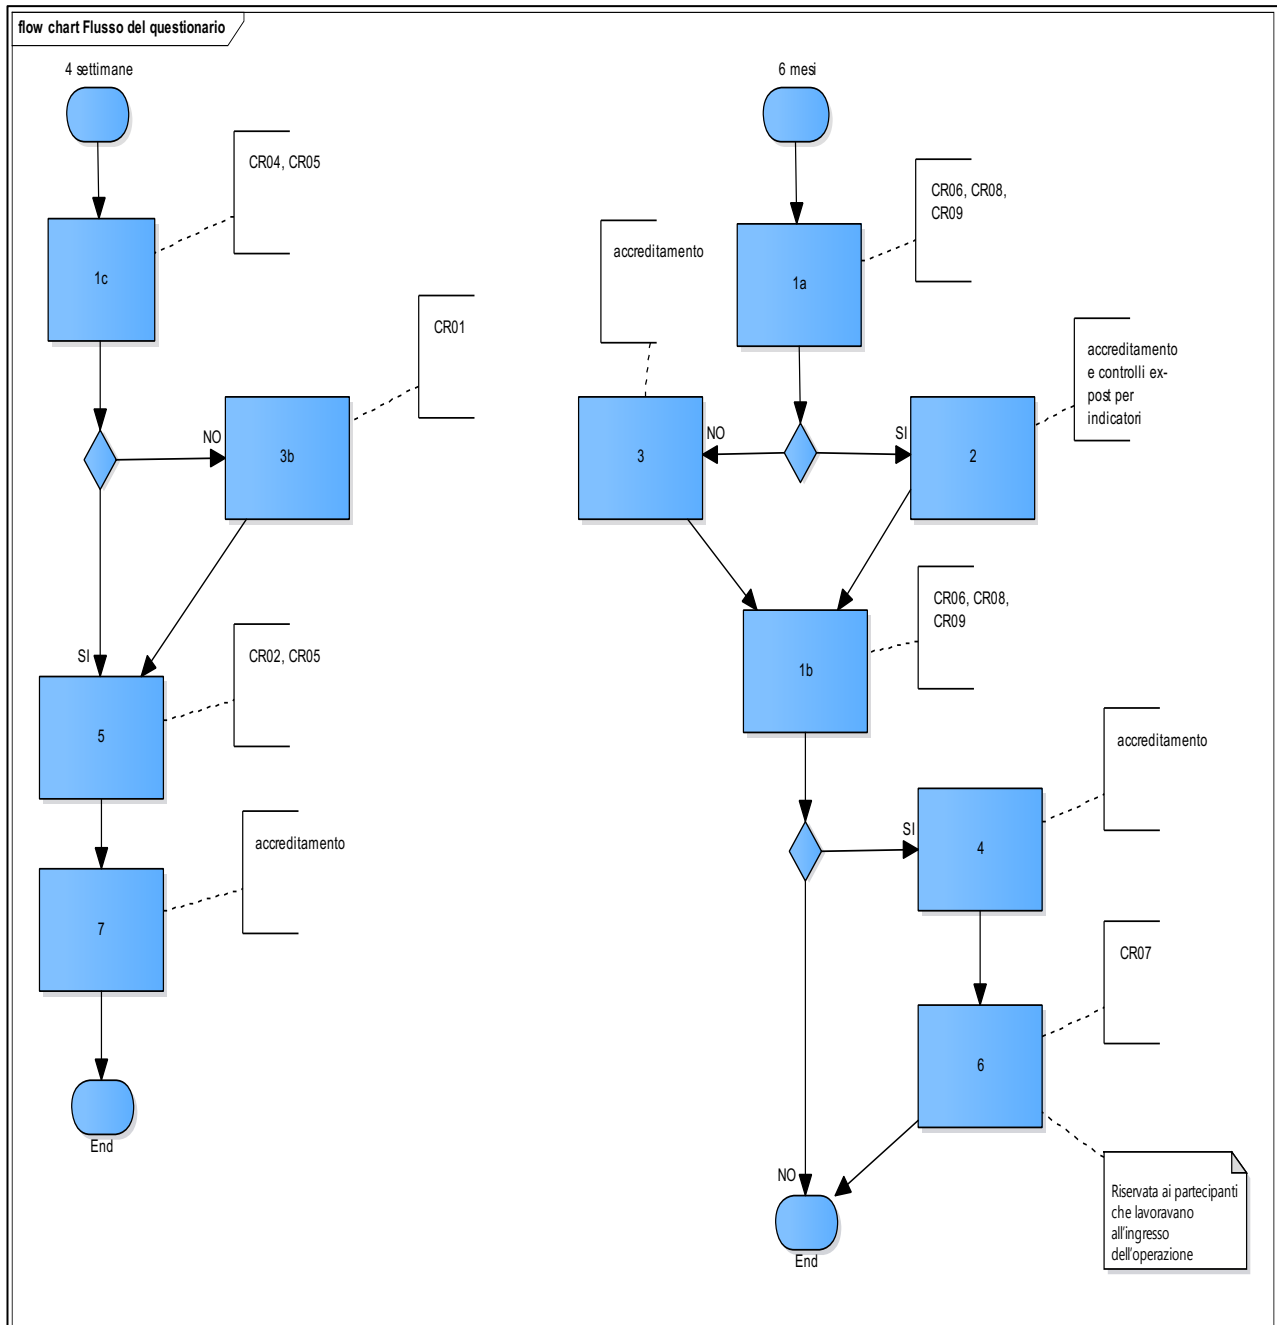 flow chart Flusso del questionario
4 settimane
CR04, CR05
1c
CR01
NO
3b
SI
CR02, CR05
5
accreditamento
7
End
6 mesi
CR06, CR08,
CR09
1a
accreditamento
accreditamento
e controlli ex-
post per
indicatori
NO
SI
3
2
CR06, CR08,
CR09
1b
accreditamento
SI
4
CR07
6
NO
Riservata ai partecipanti
che lavoravano
all'ingresso
dell'operazione
End